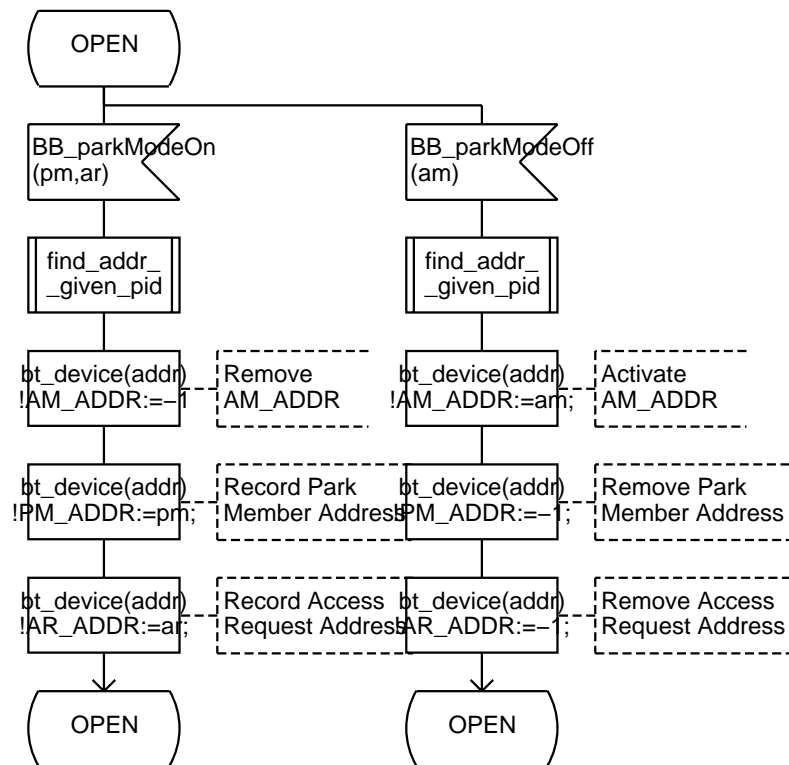 OPEN
BB_parkModeOn
(pm,ar)
find_addr_
_given_pid
bt_device(addr)
!AM_ADDR:=−1
Remove
AM_ADDR
bt_device(addr)
!PM_ADDR:=pm;
Record Park
Member Address
bt_device(addr)
!AR_ADDR:=ar;
Record Access
Request Address
OPEN
BB_parkModeOff
(am)
find_addr_
_given_pid
bt_device(addr)
!AM_ADDR:=am;
Activate
AM_ADDR
bt_device(addr)
!PM_ADDR:=−1;
Remove Park
Member Address
bt_device(addr)
!AR_ADDR:=−1;
Remove Access
Request Address
OPEN